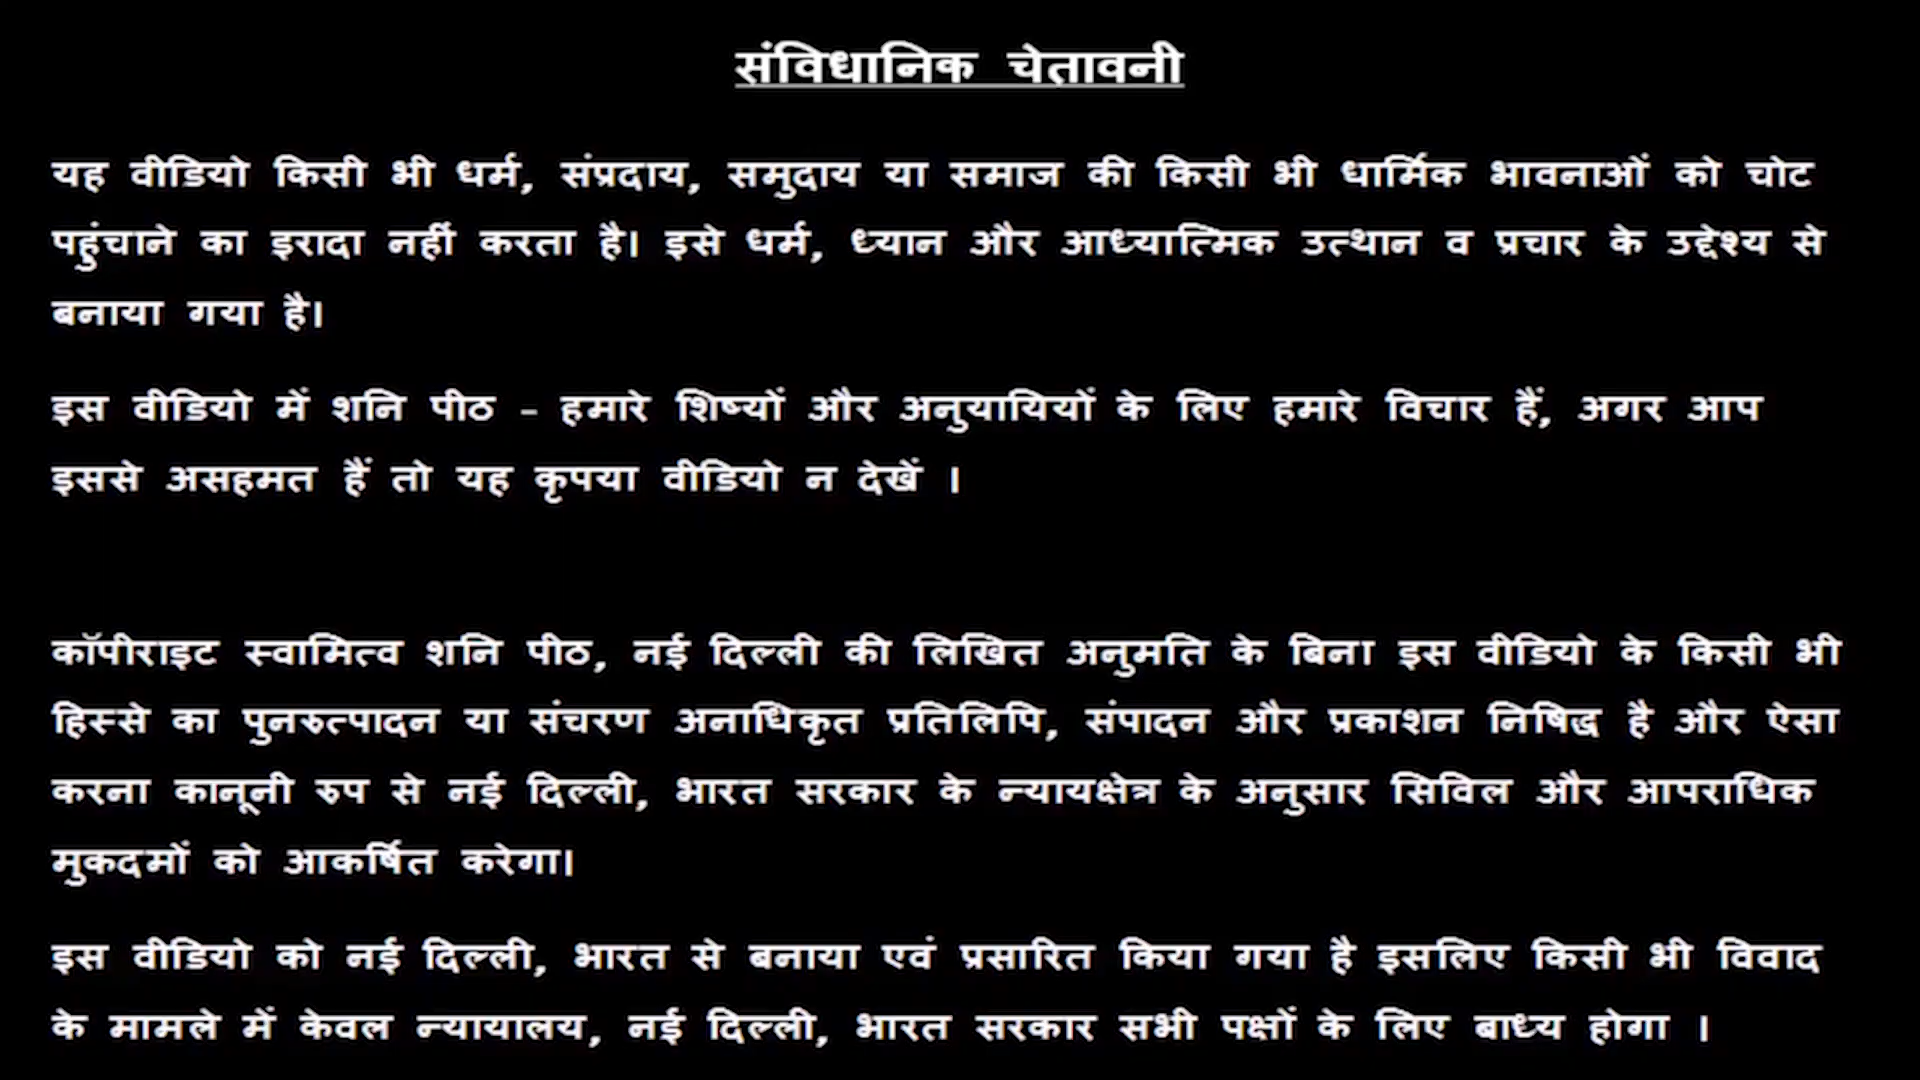 संविधानिक चेतावनी
यह वीडियो किसी भी धर्म, संप्रदाय, समुदाय या समाज की किसी भी धार्मिक भावनाओं को चोट
पहुंचाने का इरादा नहीं करता है। इसे धर्म, ध्यान और आध्यात्मिक उत्थान व प्रचार के उद्देश्य से
बनाया गया है।
इस वीडियो में शनि पीठ - हमारे शिष्यों और अनुयायियों के लिए हमारे विचार हैं, अगर आप
इससे असहमत हैं तो यह कृपया वीडियो न देखें ।
कॉपीराइट स्वामित्व शनि पीठ, नई दिल्ली की लिखित अनुमति के बिना इस वीडियो के किसी भी
हिस्से का पुनरुत्पादन या संचरण अनाधिकृत प्रतिलिपि, संपादन और प्रकाशन निषिद्ध है और ऐसा
करना कानूनी रुप से नई दिल्ली, भारत सरकार के न्यायक्षेत्र के अनुसार सिविल और आपराधिक
मुकदमों को आकर्षित करेगा।
इस वीडियो को नई दिल्ली, भारत से बनाया एवं प्रसारित किया गया है इसलिए किसी भी विवाद
के मामले में केवल न्यायालय, नई दिल्ली, भारत सरकार सभी पक्षों के लिए बाध्य होगा ।